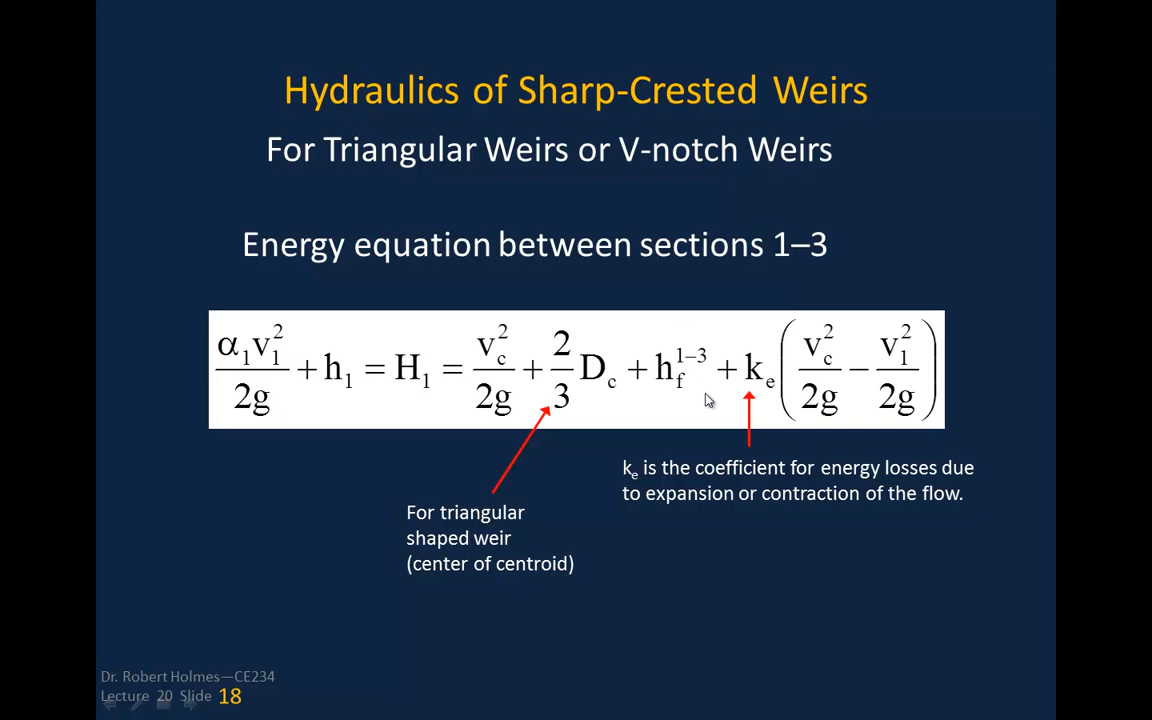 Hydraulics of Sharp-Crested Weirs
For Triangular Weirs or V-notch Weirs
Energy equation between sections 1–3
α₁v₁²/2g + h₁ = H₁ = v_c²/2g + 2/3 D_c + h_f^(1–3) + k_e (v_c²/2g − v₁²/2g)
kₑ is the coefficient for energy losses due
to expansion or contraction of the flow.
For triangular
shaped weir
(center of centroid)
Dr. Robert Holmes—CE234
Lecture 20 Slide 18